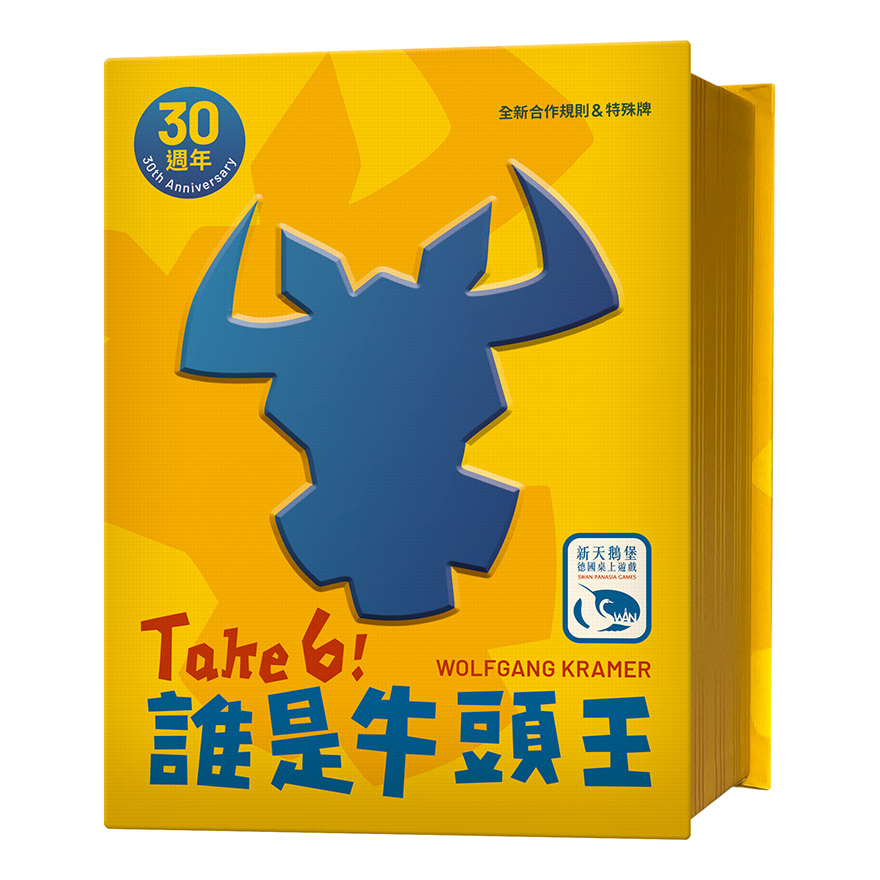 30
週年
30th Anniversary
全新合作規則&特殊牌
新天鵝堡
德國桌上遊戲
SWAN PANASIA GAMES
SWAN
Take 6!
WOLFGANG KRAMER
誰是牛頭王